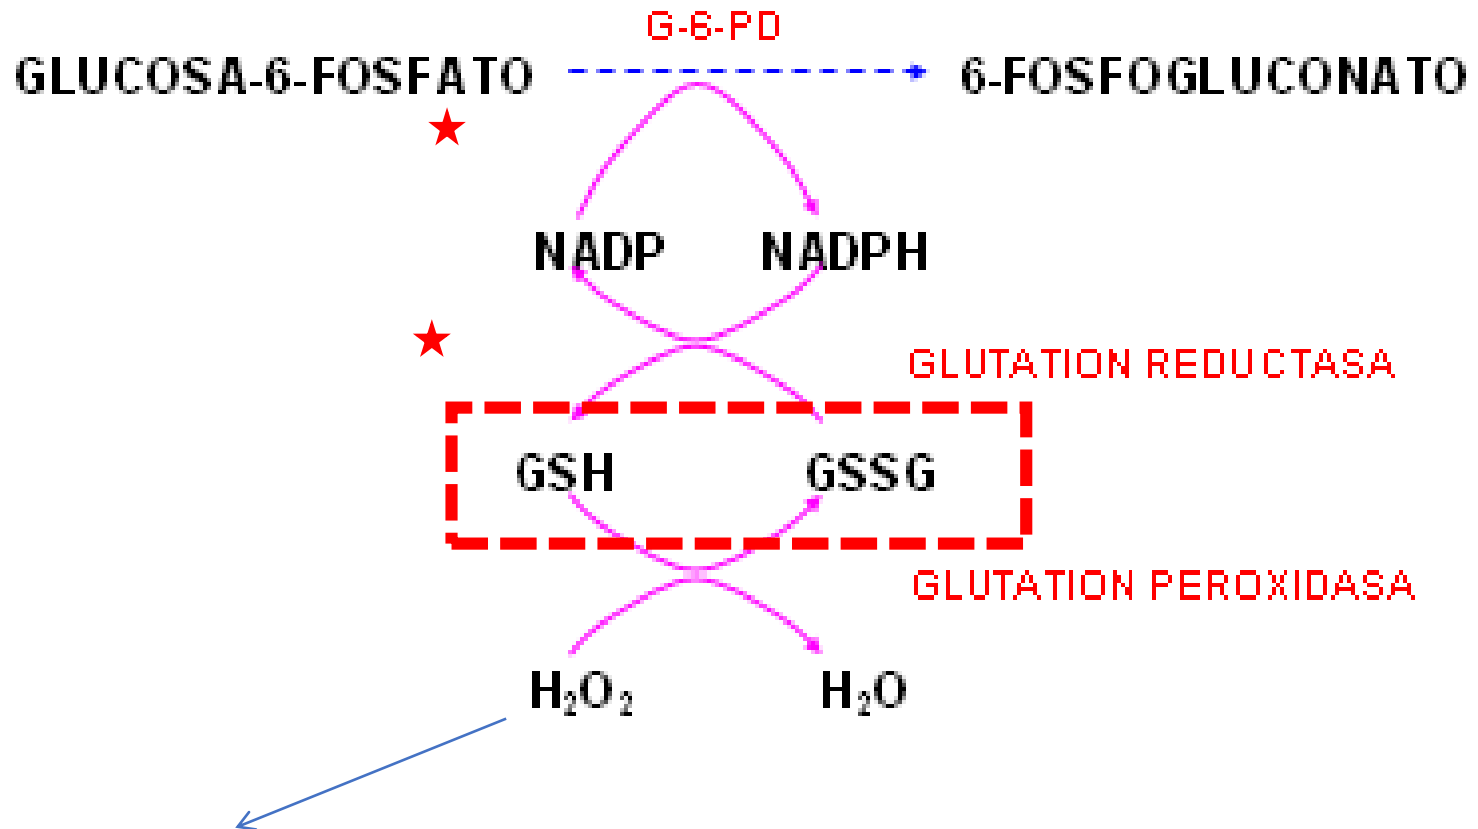 G-6-PD
GLUCOSA-6-FOSFATO 6-FOSFOGLUCONATO
NADP NADPH
GLUTATION REDUCTASA
GSH GSSG
GLUTATION PEROXIDASA
H₂O₂ H₂O